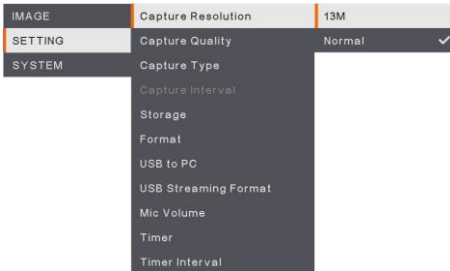 IMAGE
SETTING
SYSTEM
Capture Resolution
Capture Quality
Capture Type
Capture Interval
Storage
Format
USB to PC
USB Streaming Format
Mic Volume
Timer
Timer Interval
13M
Normal